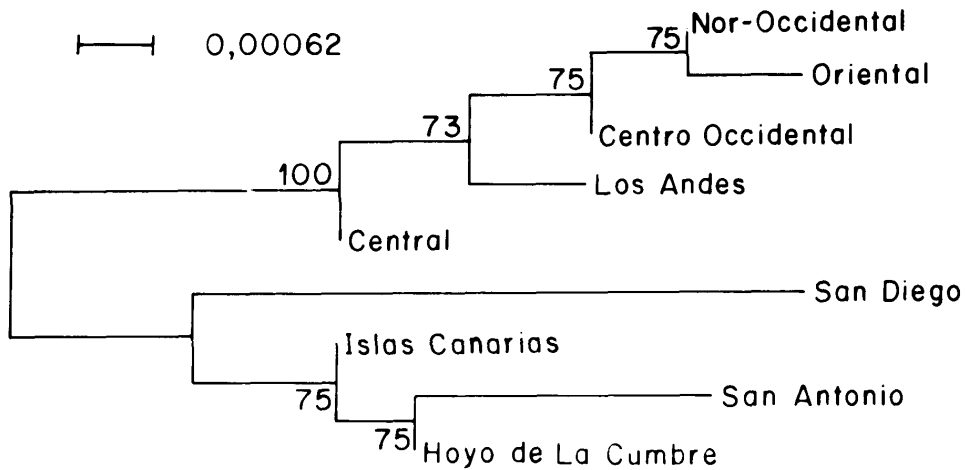 Nor-Occidental
0,00062
75
Oriental
75
Centro Occidental
73
Los Andes
100
Central
San Diego
Islas Canarias
75
San Antonio
75
Hoyo de La Cumbre